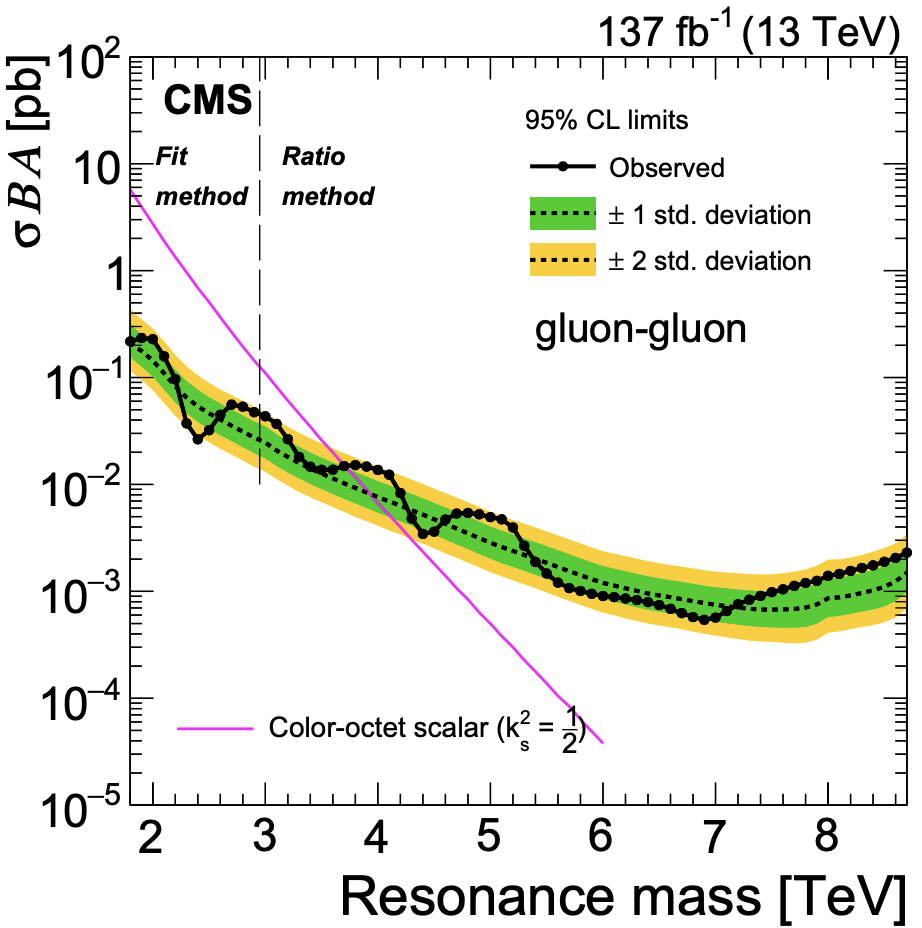 137 fb⁻¹ (13 TeV)
CMS
Fit method
Ratio method
95% CL limits
Observed
± 1 std. deviation
± 2 std. deviation
gluon-gluon
Color-octet scalar (kₛ² = 1/2)
σBA [pb]
10²
10
1
10⁻¹
10⁻²
10⁻³
10⁻⁴
10⁻⁵
2 3 4 5 6 7 8
Resonance mass [TeV]